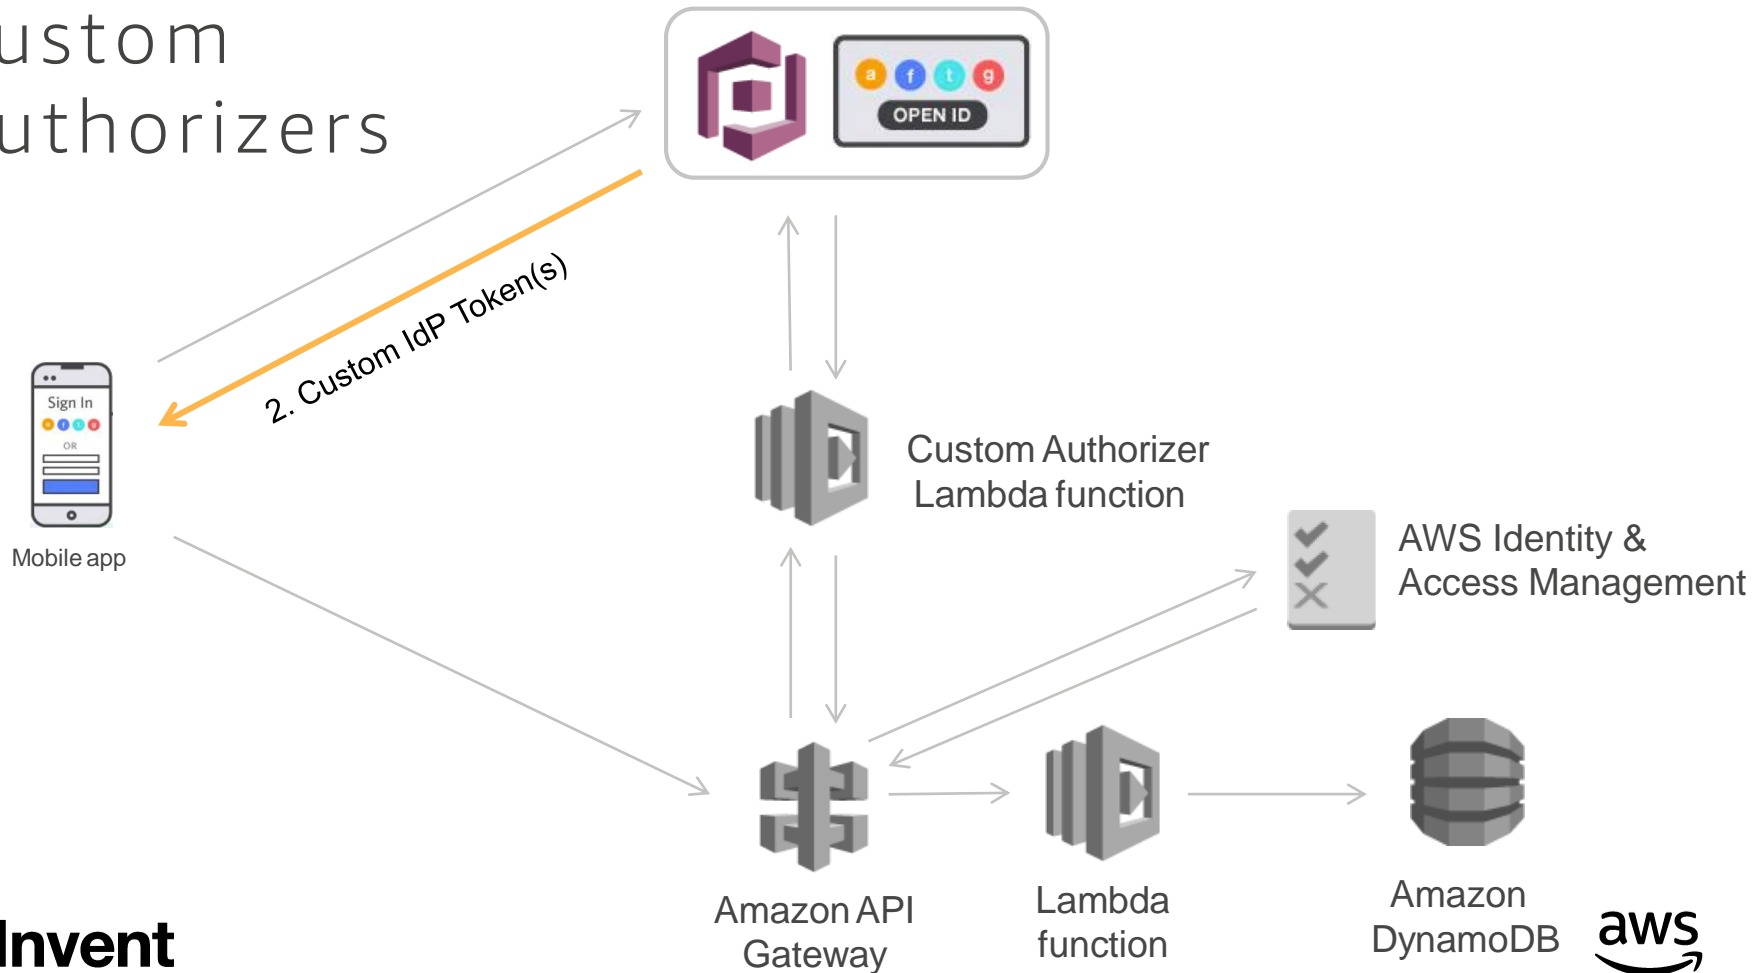 ustom
uthorizers
a f t g
OPEN ID
2. Custom IdP Token(s)
Sign In
a f t g
OR
Mobile app
Custom Authorizer
Lambda function
AWS Identity &
Access Management
Amazon API
Gateway
Lambda
function
Amazon
DynamoDB
Invent
aws